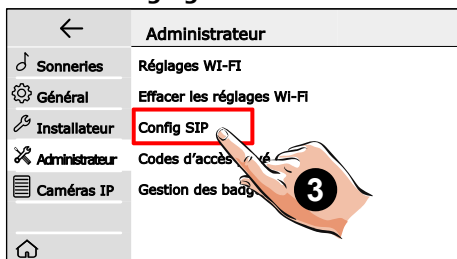 Administrateur
Sonneries
Général
Installateur
Administrateur
Caméras IP
Réglages WI-FI
Effacer les réglages Wi-Fi
Config SIP
Codes d'accès
Gestion des
3